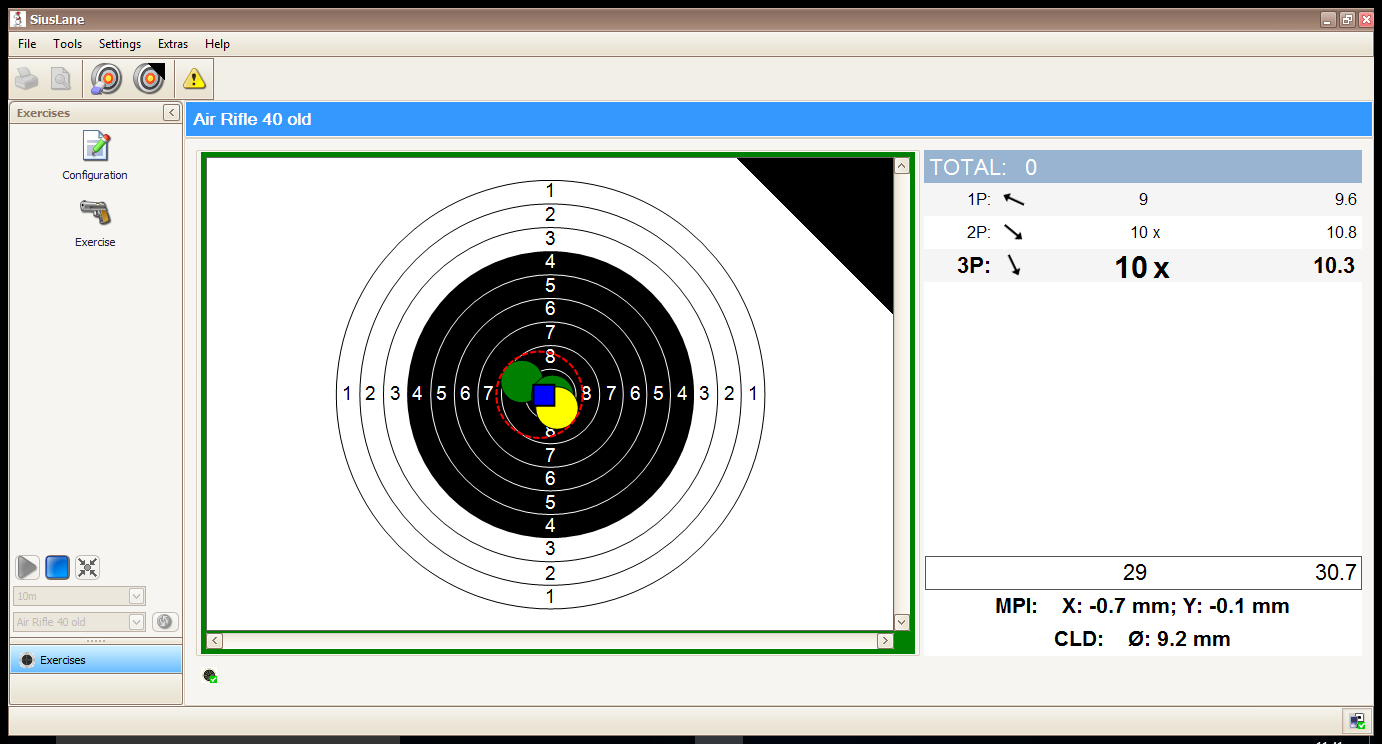 SiusLane
File Tools Settings Extras Help
Exercises
Configuration
Exercise
10m
Air Rifle 40 old
Exercises
Air Rifle 40 old
1
2
3
4
5
6
7
8
1 2 3 4 5 6 7 8 7 6 5 4 3 2 1
8
7
6
5
4
3
2
1
TOTAL: 0
1P: 9 9.6
2P: 10 x 10.8
3P: 10 x 10.3
29 30.7
MPI: X: -0.7 mm; Y: -0.1 mm
CLD: Ø: 9.2 mm